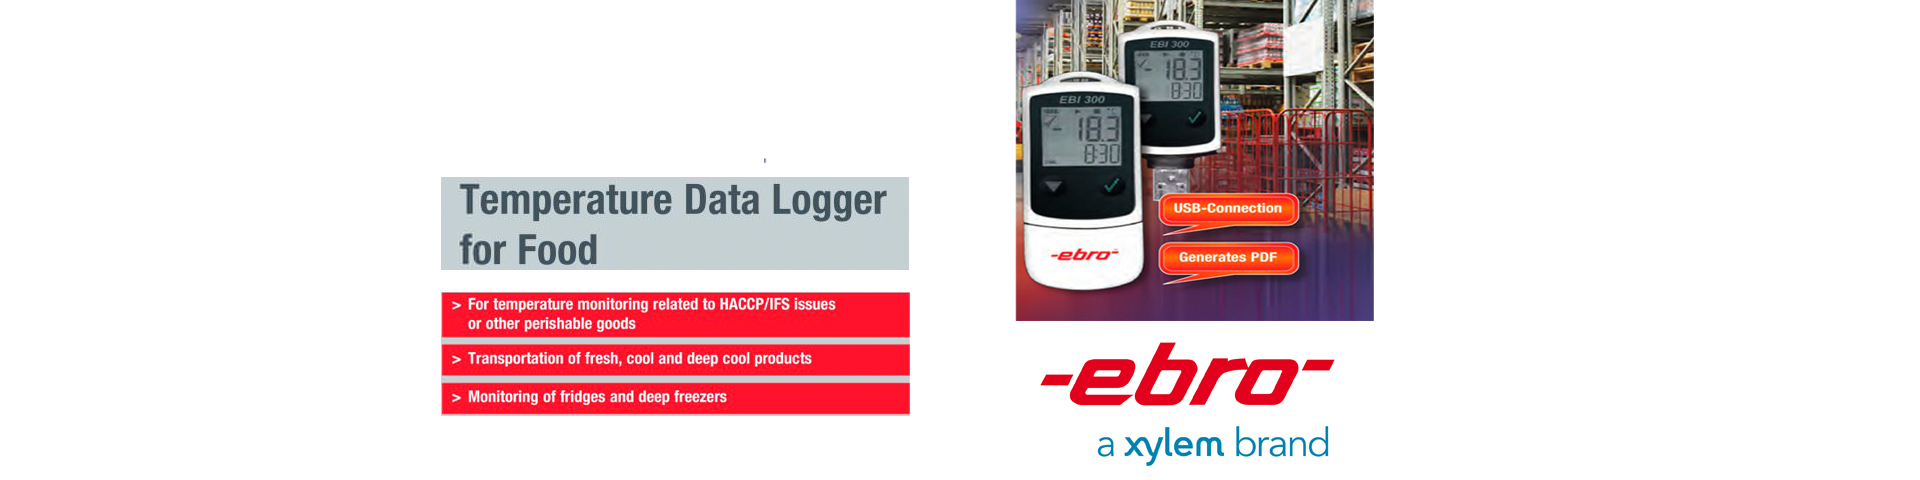 Temperature Data Logger
for Food
> For temperature monitoring related to HACCP/IFS issues
or other perishable goods
> Transportation of fresh, cool and deep cool products
> Monitoring of fridges and deep freezers
EBI 300
18.3
8:30
EBI 300
18.3
8:30
-ebro-
USB-Connection
Generates PDF
-ebro-
a xylem brand